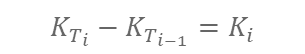 $K_{T_i} - K_{T_{i-1}} = K_i$